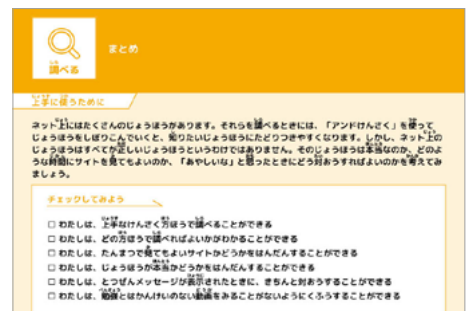 調べる
まとめ
上手に使うために
ネット上にはたくさんのじょうほうがあります。それらを調べるときには、「アンドけんさく」を使って
じょうほうをしぼりこんでいくと、知りたいじょうほうにたどりつきやすくなります。しかし、ネット上の
じょうほうはすべてが正しいじょうほうというわけではありません。そのじょうほうは本当なのか、どのよ
うな時間にサイトを見てもよいのか、「あやしいな」と思ったときにどう対おうすればよいのかを考えてみ
ましょう。
チェックしてみよう
□ わたしは、上手なけんさく方ほうで調べることができる
□ わたしは、どの方ほうで調べればよいかがわかることができる
□ わたしは、たんまつで見てもよいサイトかどうかをはんだんすることができる
□ わたしは、じょうほうが本当かどうかをはんだんすることができる
□ わたしは、とつぜんメッセージが表示されたときに、きちんと対おうすることができる
□ わたしは、勉強とはかんけいのない動画をみることがないようにくふうすることができる